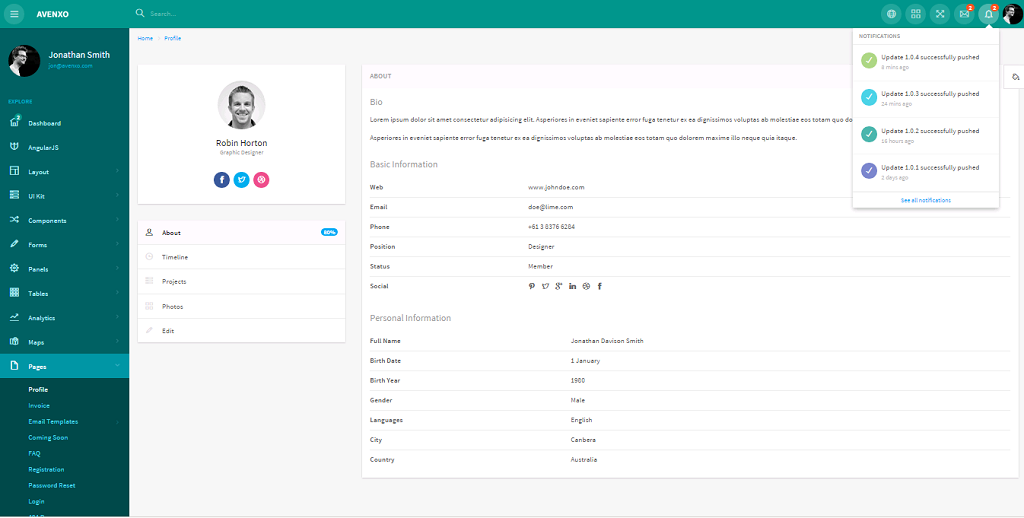 AVENXO
Search...
2
2
Jonathan Smith
jon@avenxo.com
EXPLORE
2
Dashboard
AngularJS
Layout
UI Kit
Components
Forms
Panels
Tables
Analytics
Maps
Pages
Profile
Invoice
Email Templates
Coming Soon
FAQ
Registration
Password Reset
Login
Home > Profile
Robin Horton
Graphic Designer
About 80%
Timeline
Projects
Photos
Edit
ABOUT
Bio
Lorem ipsum dolor sit amet consectetur adipisicing elit. Asperiores in eveniet sapiente error fuga tenetur ex ea dignissimos voluptas ab molestiae eos totam quo do
Asperiores in eveniet sapiente error fuga tenetur ex ea dignissimos voluptas ab molestiae eos totam quo dolorem maxime illo neque quia itaque.
Basic Information
Web www.johndoe.com
Email doe@lime.com
Phone +61 3 8376 6284
Position Designer
Status Member
Social
Personal Information
Full Name Jonathan Davison Smith
Birth Date 1 January
Birth Year 1980
Gender Male
Languages English
City Canbera
Country Australia
NOTIFICATIONS
Update 1.0.4 successfully pushed
8 mins ago
Update 1.0.3 successfully pushed
24 mins ago
Update 1.0.2 successfully pushed
16 hours ago
Update 1.0.1 successfully pushed
2 days ago
See all notifications